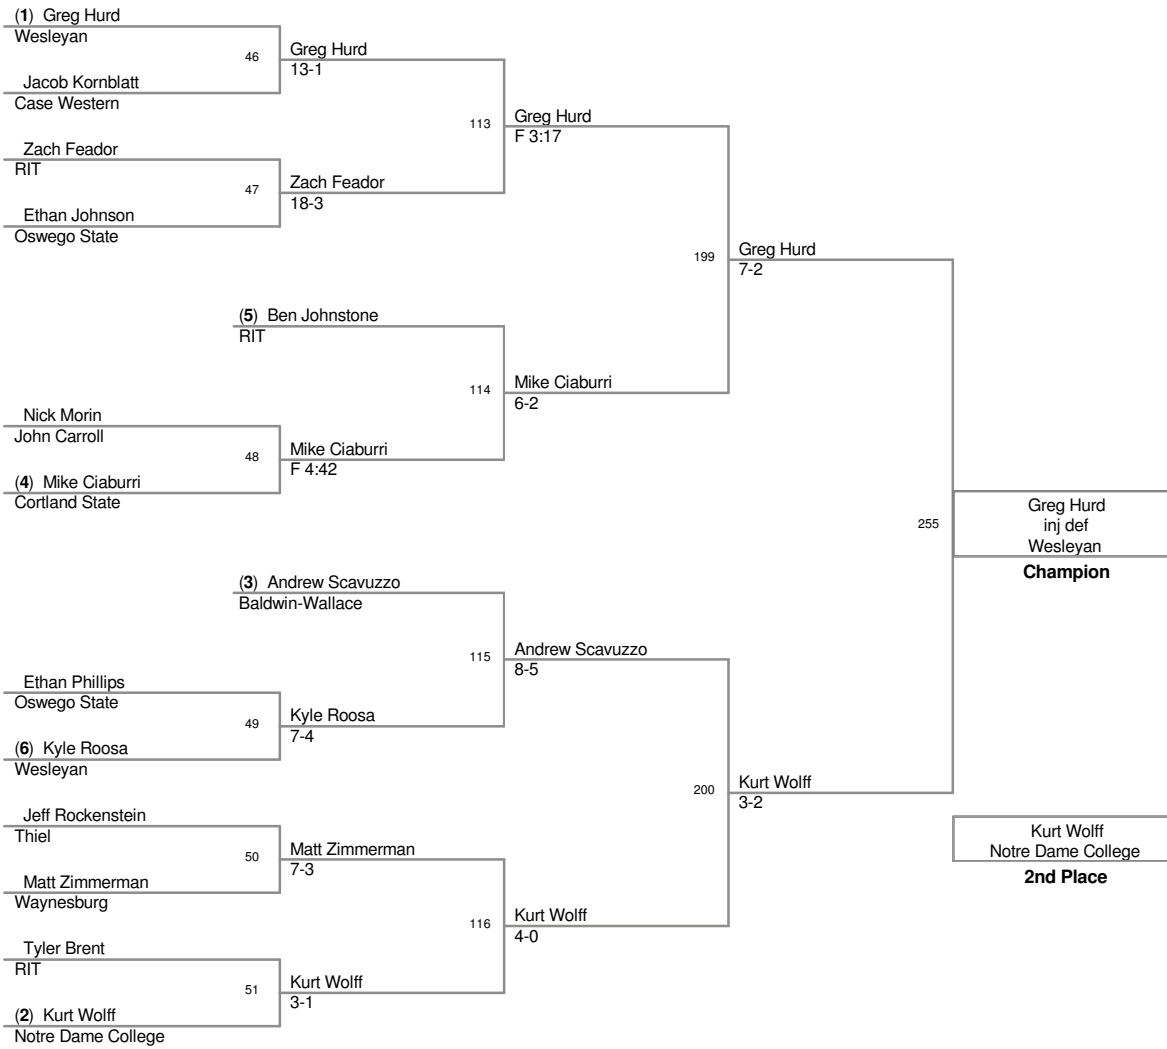 (1) Greg Hurd
Wesleyan
46
Greg Hurd
13-1
Jacob Kornblatt
Case Western
113
Greg Hurd
F 3:17
Zach Feador
RIT
47
Zach Feador
18-3
Ethan Johnson
Oswego State
199
Greg Hurd
7-2
(5) Ben Johnstone
RIT
114
Mike Ciaburri
6-2
Nick Morin
John Carroll
48
Mike Ciaburri
F 4:42
(4) Mike Ciaburri
Cortland State
255
Greg Hurd
inj def
Wesleyan
Champion
(3) Andrew Scavuzzo
Baldwin-Wallace
115
Andrew Scavuzzo
8-5
Ethan Phillips
Oswego State
49
Kyle Roosa
7-4
(6) Kyle Roosa
Wesleyan
200
Kurt Wolff
3-2
Jeff Rockenstein
Thiel
50
Matt Zimmerman
7-3
Matt Zimmerman
Waynesburg
116
Kurt Wolff
4-0
Tyler Brent
RIT
51
Kurt Wolff
3-1
(2) Kurt Wolff
Notre Dame College
Kurt Wolff
Notre Dame College
2nd Place